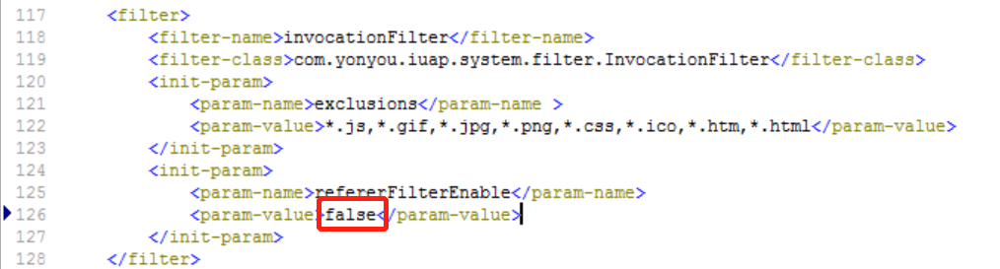 117 <filter>
118 <filter-name>invocationFilter</filter-name>
119 <filter-class>com.yonyou.iuap.system.filter.InvocationFilter</filter-class>
120 <init-param>
121 <param-name>exclusions</param-name >
122 <param-value>*.js,*.gif,*.jpg,*.png,*.css,*.ico,*.htm,*.html</param-value>
123 </init-param>
124 <init-param>
125 <param-name>refererFilterEnable</param-name>
126 <param-value>false</param-value>
127 </init-param>
128 </filter>